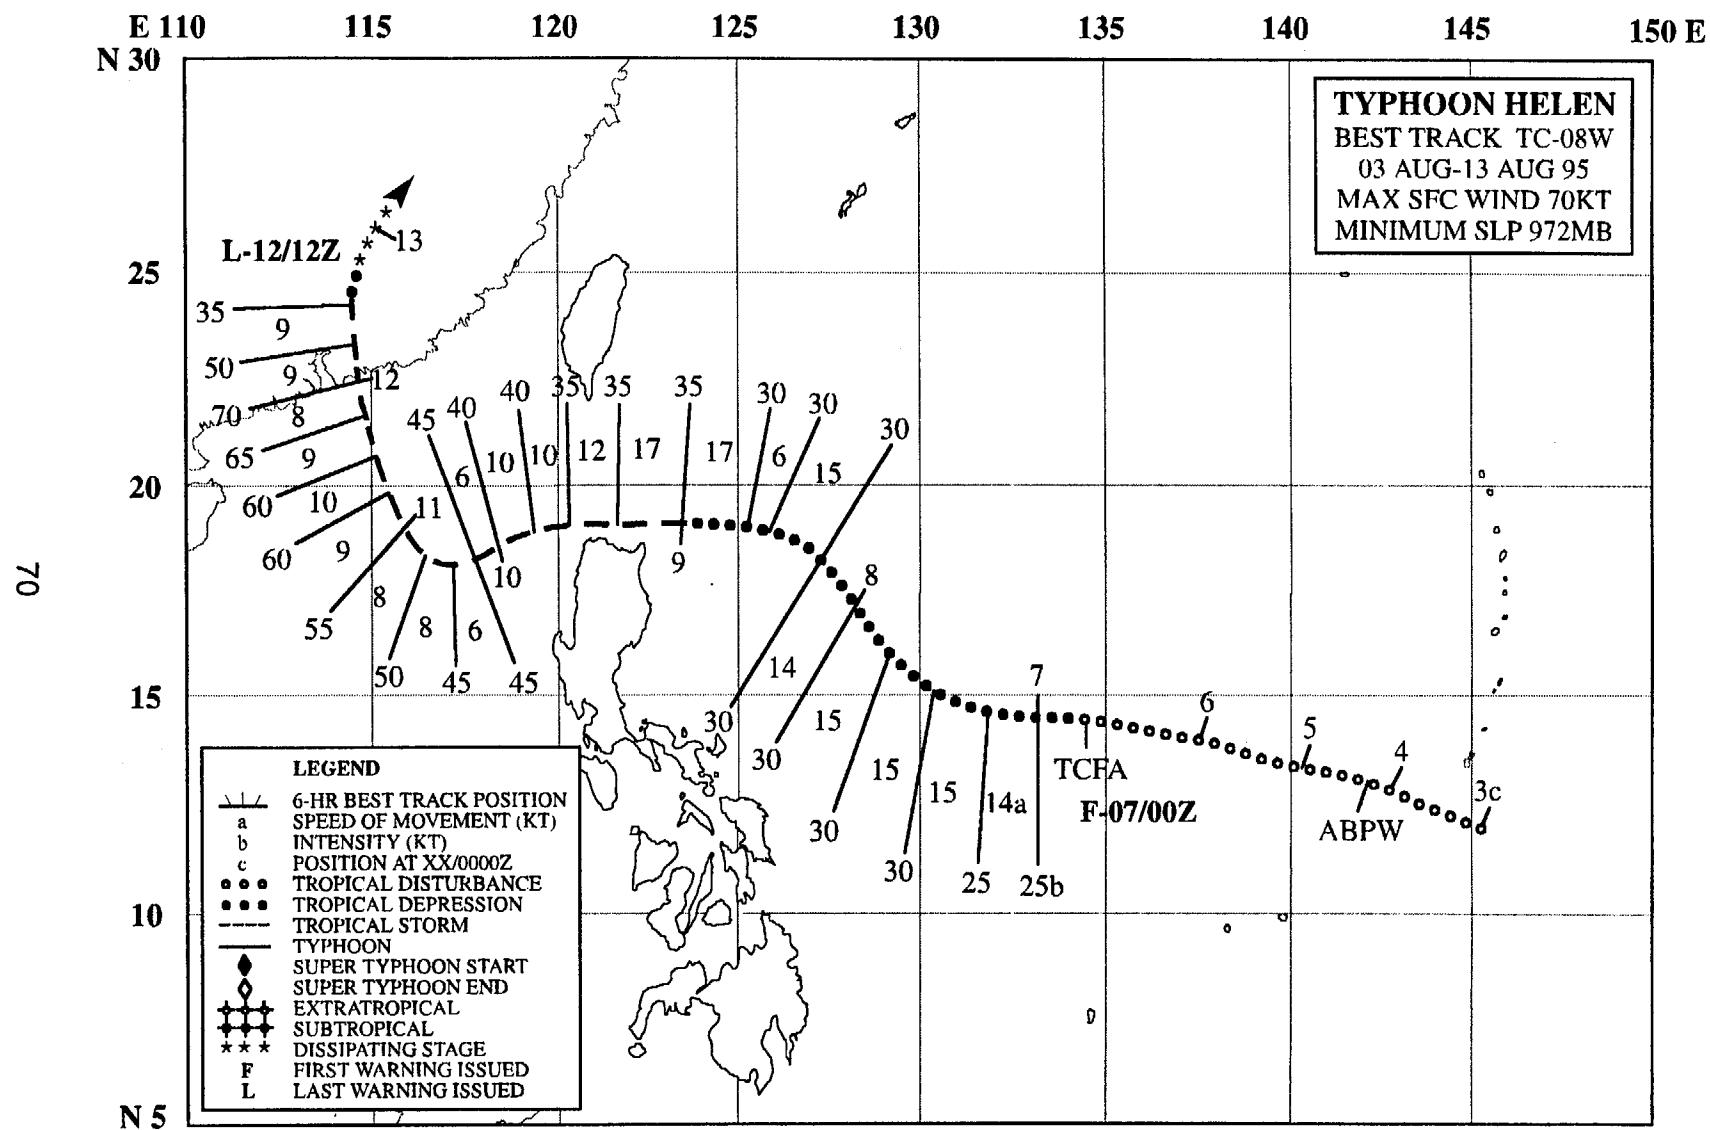 E 110 115 120 125 130 135 140 145 150 E
N 30
TYPHOON HELEN
BEST TRACK TC-08W
03 AUG-13 AUG 95
MAX SFC WIND 70KT
MINIMUM SLP 972MB
13
L-12/12Z
25
35
9
50
9
12
70
8
65
9
60
10
60
9
55
11
8
50
8
45
6
45
45
6
40
10
10
40
10
35
12
35
17
35
17
9
30
6
30
15
30
20
8
14
30
15
30
15
30
15
30
14a
25
25b
7
TCFA
F-07/00Z
6
5
4
3c
ABPW
15
10
N 5
70
LEGEND
6-HR BEST TRACK POSITION
a SPEED OF MOVEMENT (KT)
b INTENSITY (KT)
c POSITION AT XX/0000Z
TROPICAL DISTURBANCE
TROPICAL DEPRESSION
TROPICAL STORM
TYPHOON
SUPER TYPHOON START
SUPER TYPHOON END
EXTRATROPICAL
SUBTROPICAL
*** DISSIPATING STAGE
F FIRST WARNING ISSUED
L LAST WARNING ISSUED